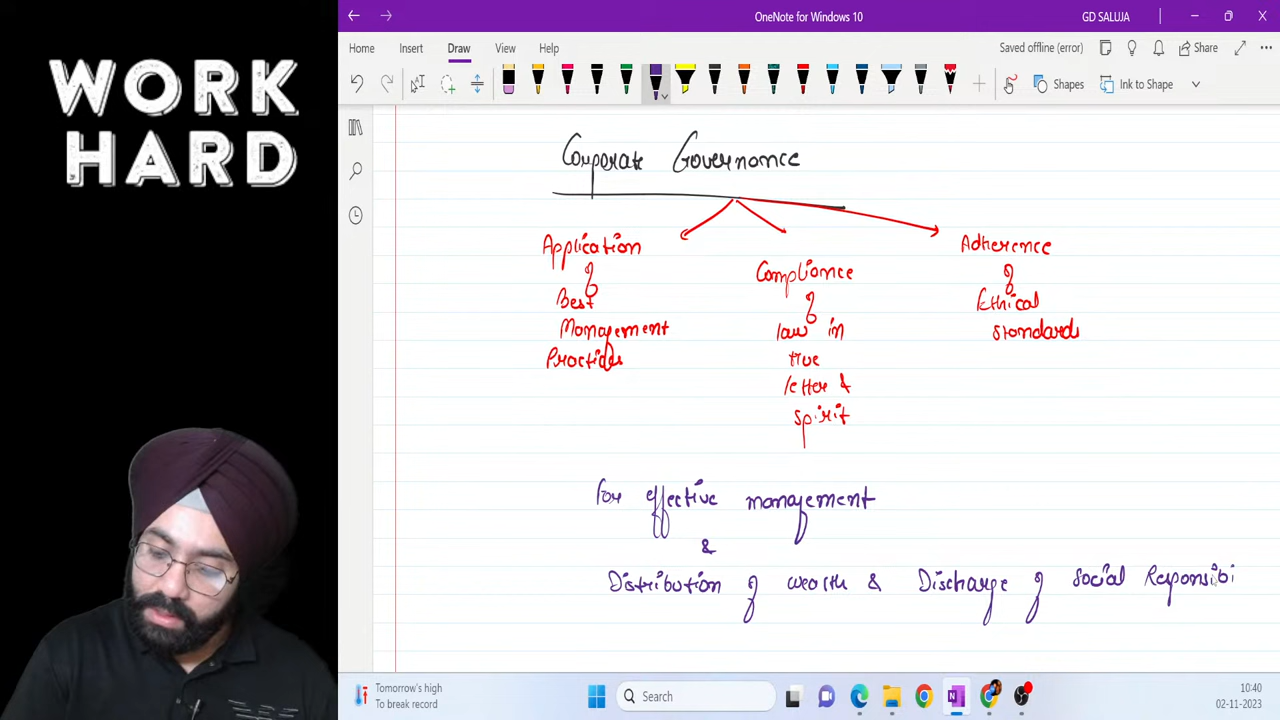 WORK
HARD
OneNote for Windows 10
GD SALUJA
Home Insert Draw View Help
Saved offline (error)
Share
Shapes
Ink to Shape
Corporate Governance
Application
of
Best
Management
Practices
Compliance
of
law in
true
letter &
spirit
Adherence
of
Ethical
standards
For effective management
&
Distribution of wealth & Discharge of Social Responsibi
Tomorrow's high
To break record
Search
10:40
02-11-2023